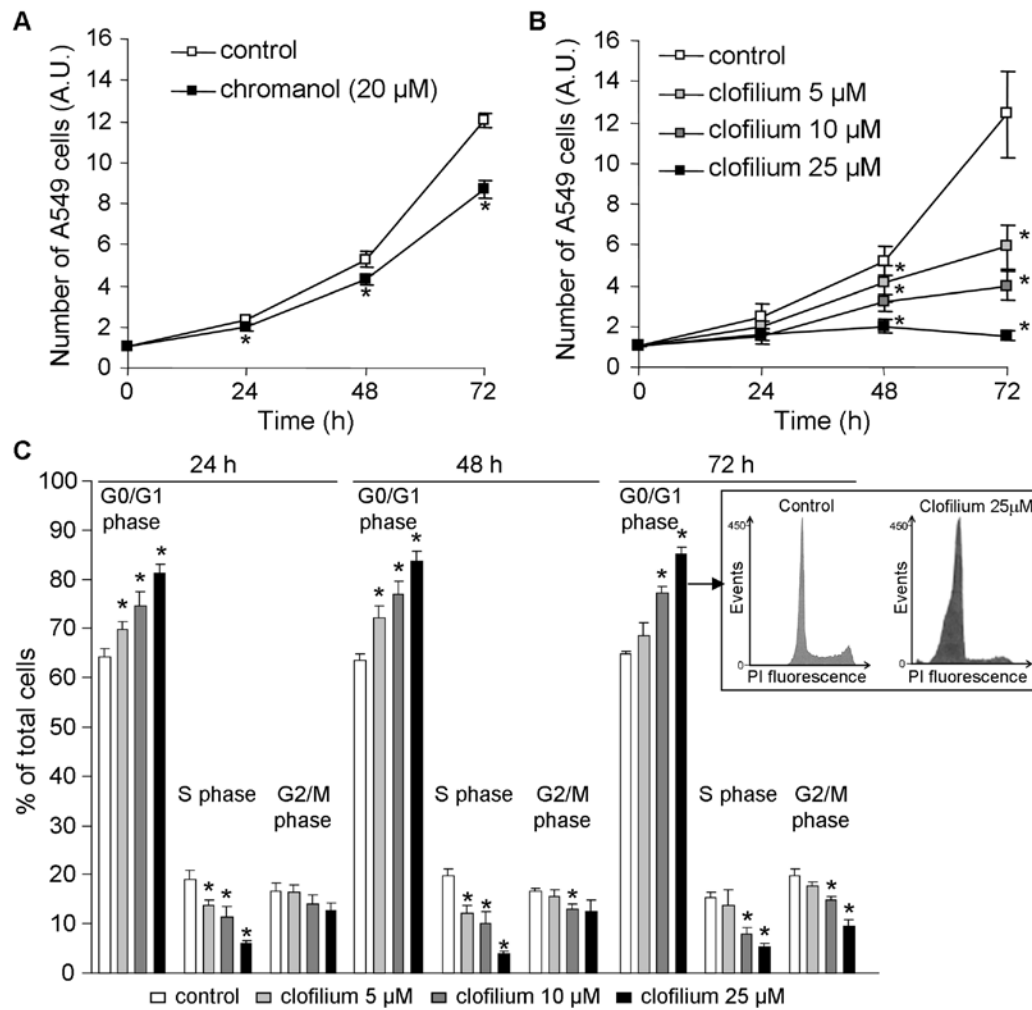 A
16
14
12
10
8
6
4
2
0
Number of A549 cells (A.U.)
control
chromanol (20 µM)
*
*
*
0 24 48 72
Time (h)
B
16
14
12
10
8
6
4
2
0
Number of A549 cells (A.U.)
control
clofilium 5 µM
clofilium 10 µM
clofilium 25 µM
*
*
*
*
*
*
0 24 48 72
Time (h)
C
24 h 48 h 72 h
100
90
80
70
60
50
40
30
20
10
0
% of total cells
G0/G1
phase
* * *
S phase
* * *
G2/M
phase
G0/G1
phase
* * *
S phase
* * *
G2/M
phase
*
G0/G1
phase
* *
S phase
* *
G2/M
phase
* *
Control
450
0
Events
PI fluorescence
Clofilium 25µM
450
0
Events
PI fluorescence
control clofilium 5 µM clofilium 10 µM clofilium 25 µM